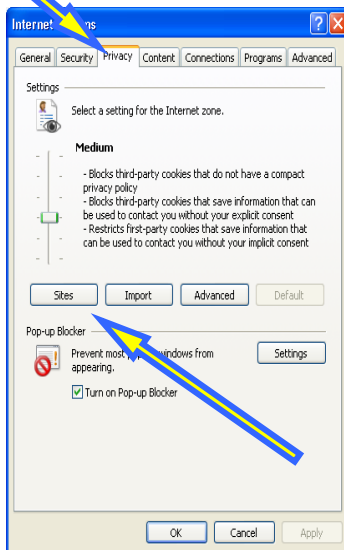 Internet
General Security Privacy Content Connections Programs Advanced
Settings
Select a setting for the Internet zone.
Medium
- Blocks third-party cookies that do not have a compact
privacy policy
- Blocks third-party cookies that save information that can
be used to contact you without your explicit consent
- Restricts first-party cookies that save information that
can be used to contact you without your implicit consent
Sites Import Advanced Default
Pop-up Blocker
Prevent most windows from
appearing.
Settings
Turn on Pop-up Blocker
OK Cancel Apply